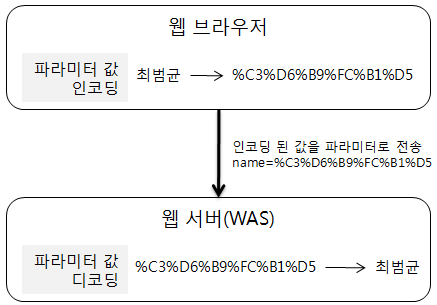 웹 브라우저
파라미터 값
인코딩
최범균
%C3%D6%B9%FC%B1%D5
인코딩 된 값을 파라미터로 전송
name=%C3%D6%B9%FC%B1%D5
웹 서버(WAS)
파라미터 값
디코딩
%C3%D6%B9%FC%B1%D5
최범균